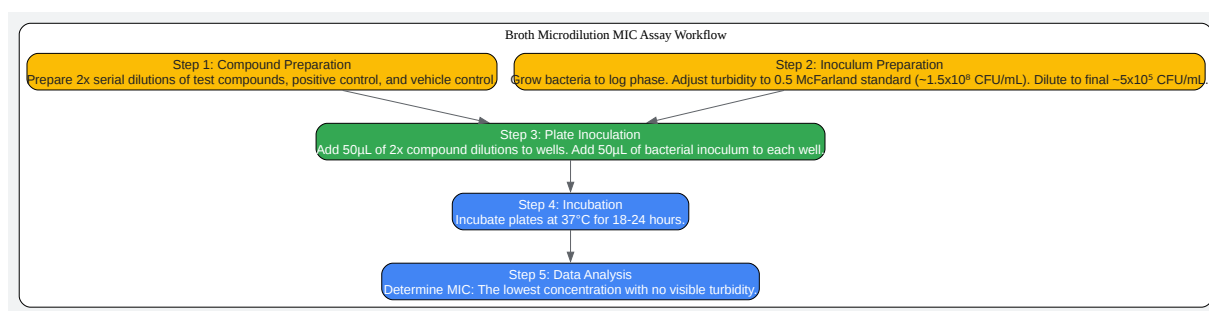 Broth Microdilution MIC Assay Workflow
Step 1: Compound Preparation
Prepare 2x serial dilutions of test compounds, positive control, and vehicle control.
Step 2: Inoculum Preparation
Grow bacteria to log phase. Adjust turbidity to 0.5 McFarland standard (~1.5x10⁸ CFU/mL). Dilute to final ~5x10⁵ CFU/mL.
Step 3: Plate Inoculation
Add 50µL of 2x compound dilutions to wells. Add 50µL of bacterial inoculum to each well.
Step 4: Incubation
Incubate plates at 37°C for 18-24 hours.
Step 5: Data Analysis
Determine MIC: The lowest concentration with no visible turbidity.